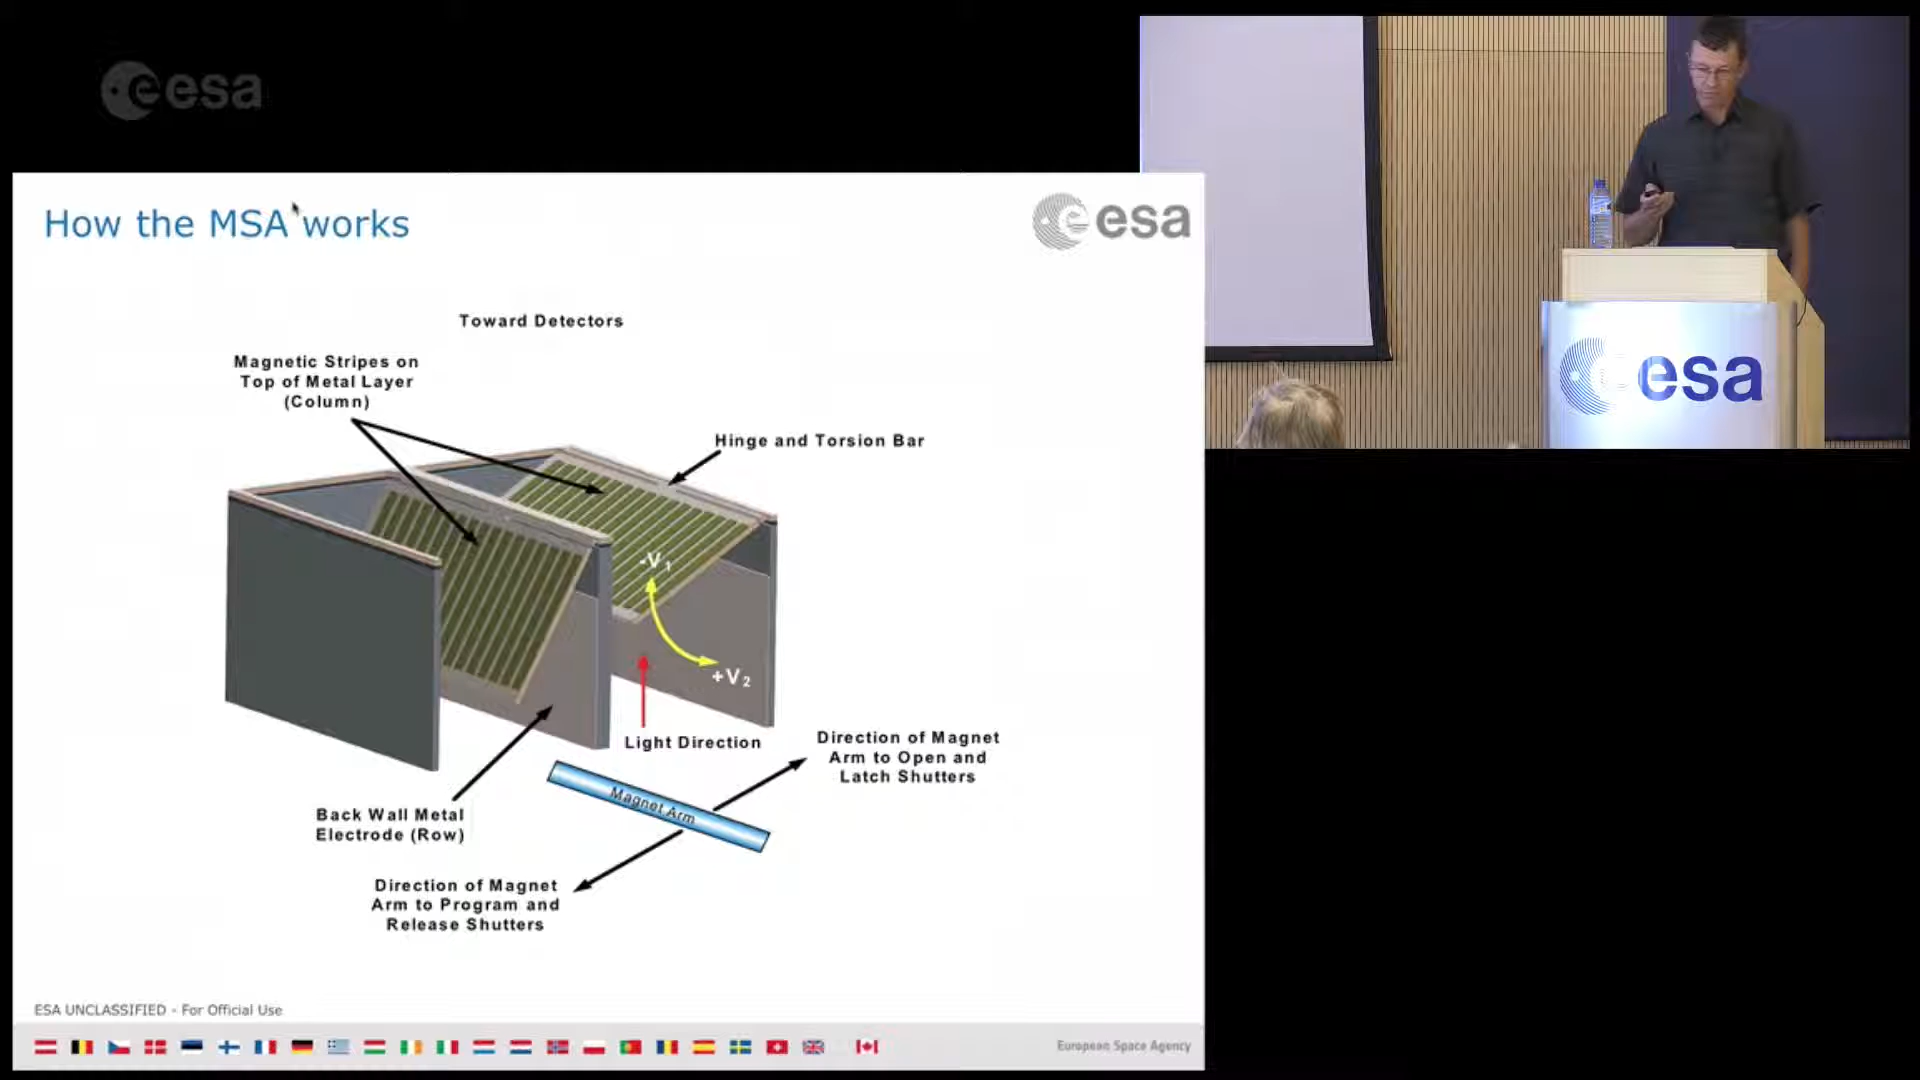 esa
How the MSA works
esa
Toward Detectors
Magnetic Stripes on
Top of Metal Layer
(Column)
Hinge and Torsion Bar
-V1
+V2
Light Direction
Direction of Magnet
Arm to Open and
Latch Shutters
Magnet Arm
Back Wall Metal
Electrode (Row)
Direction of Magnet
Arm to Program and
Release Shutters
ESA UNCLASSIFIED - For Official Use
European Space Agency
esa